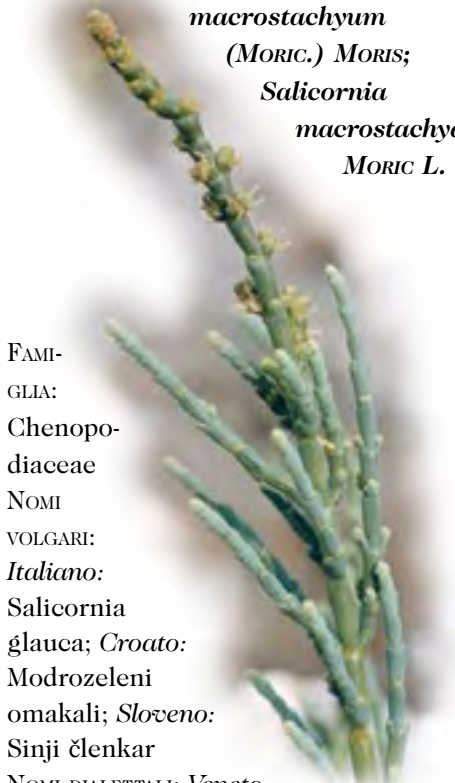 macrostachyum
(MORIC.) MORIS;
Salicornia
MORIC L.
FAMI-
GLIA:
Chenopo-
diaceae
NOMI
VOLGARI:
Italiano:
Salicornia
glauca; Croato:
Modrozeleni
omakali; Sloveno:
Sinji členkar